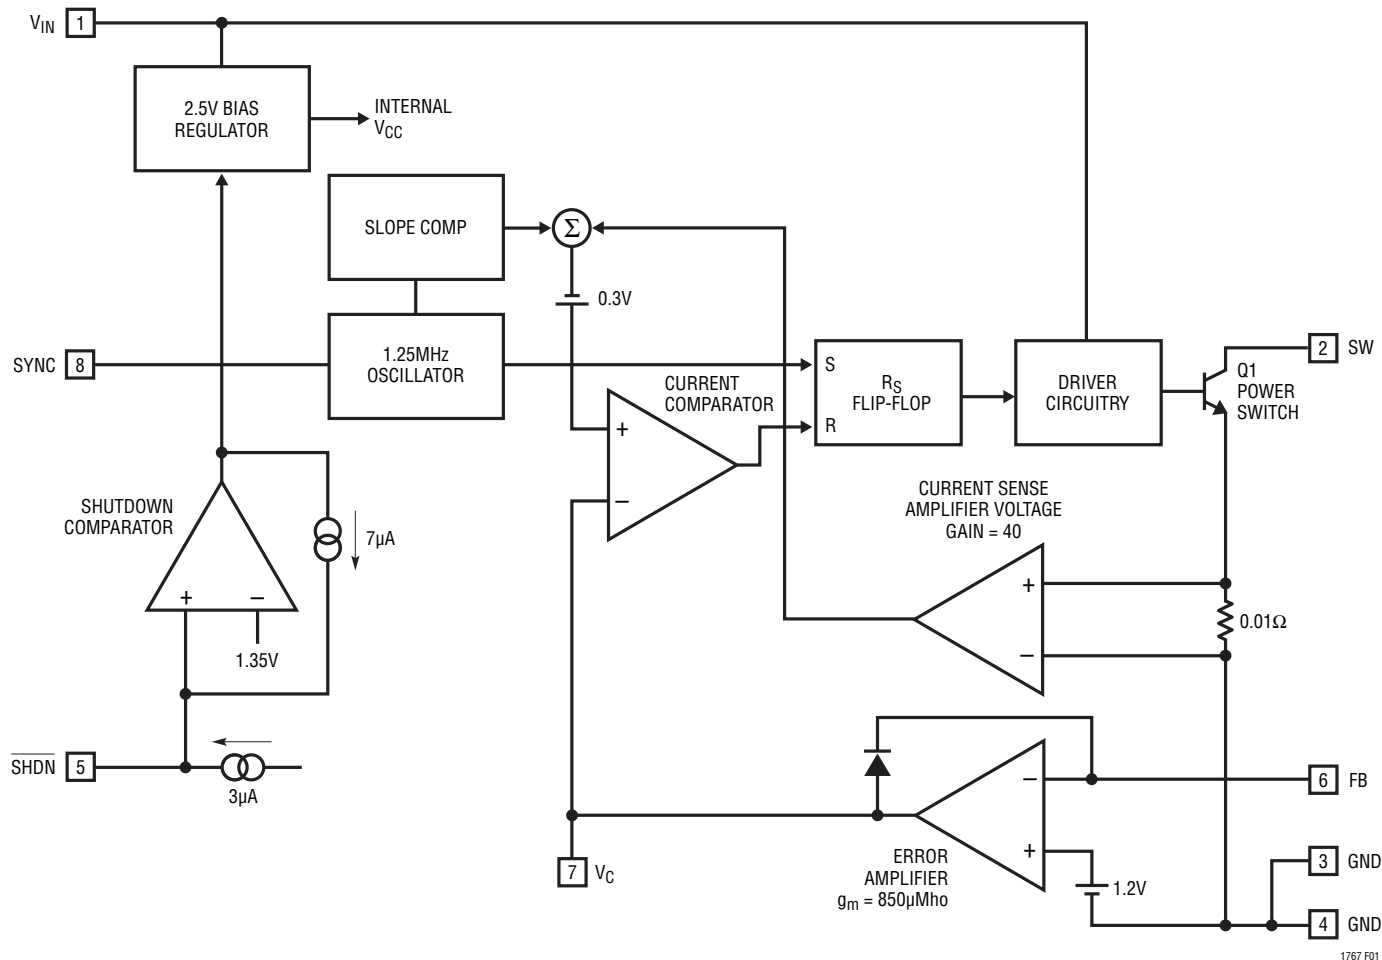 VIN 1
2.5V BIAS
REGULATOR
INTERNAL
VCC
SLOPE COMP
Σ
0.3V
SYNC 8
1.25MHz
OSCILLATOR
CURRENT
COMPARATOR
+
–
S
R
RS
FLIP-FLOP
DRIVER
CIRCUITRY
2 SW
Q1
POWER
SWITCH
SHUTDOWN
COMPARATOR
+ –
1.35V
7µA
CURRENT SENSE
AMPLIFIER VOLTAGE
GAIN = 40
+
–
0.01Ω
SHDN 5
3µA
–
+
6 FB
ERROR
AMPLIFIER
gm = 850µMho
1.2V
7 VC
3 GND
4 GND
1767 F01